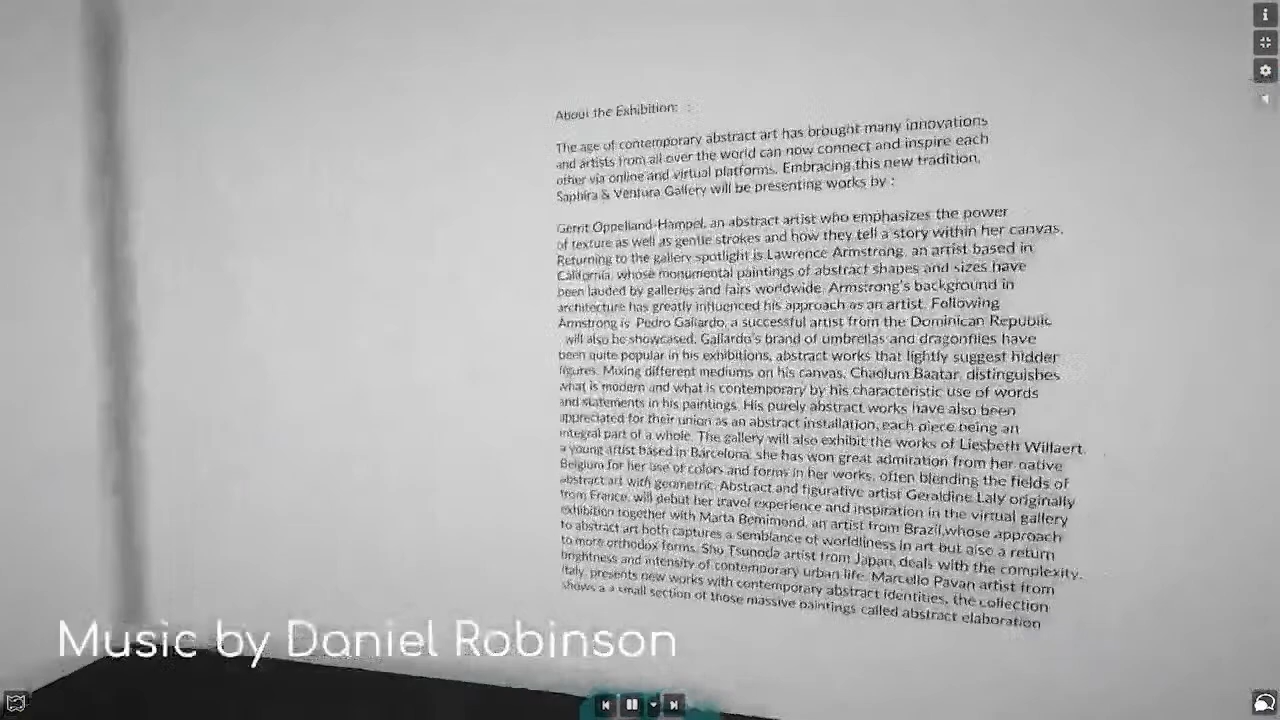 About the Exhibition: :
The age of contemporary abstract art has brought many innovations
and artists from all over the world can now connect and inspire each
other via online and virtual platforms. Embracing this new tradition,
Saphira & Ventura Gallery will be presenting works by :
Gerrit Oppelland-Hampel, an abstract artist who emphasizes the power
of texture as well as gentle strokes and how they tell a story within her canvas.
Returning to the gallery spotlight is Lawrence Armstrong, an artist based in
California, whose monumental paintings of abstract shapes and sizes have
been lauded by galleries and fairs worldwide. Armstrong's background in
architecture has greatly influenced his approach as an artist. Following
Armstrong is Pedro Gallardo, a successful artist from the Dominican Republic
will also be showcased. Gallardo's brand of umbrellas and dragonflies have
been quite popular in his exhibitions, abstract works that lightly suggest hidder
figures. Mixing different mediums on his canvas, Chaolum Baatar, distinguishes
what is modern and what is contemporary by his characteristic use of words
and statements in his paintings. His purely abstract works have also been
appreciated for their union as an abstract installation, each piece being an
integral part of a whole. The gallery will also exhibit the works of Liesbeth Willaert,
a young artist based in Barcelona, she has won great admiration from her native
Belgium for her use of colors and forms in her works, often blending the fields of
abstract art with geometric. Abstract and figurative artist Geraldine Laly originally
from France, will debut her travel experience and inspiration in the virtual gallery
exhibition together with Marta Bemimond, an artist from Brazil,whose approach
to abstract art both captures a semblance of worldliness in art but also a return
to more orthodox forms. Sho Tsunoda artist from Japan, deals with the complexity,
brightness and intensity of contemporary urban life. Marcello Pavan artist from
Italy, presents new works with contemporary abstract identities, the collection
shows a a small section of those massive paintings called abstract elaboration
Music by Daniel Robinson